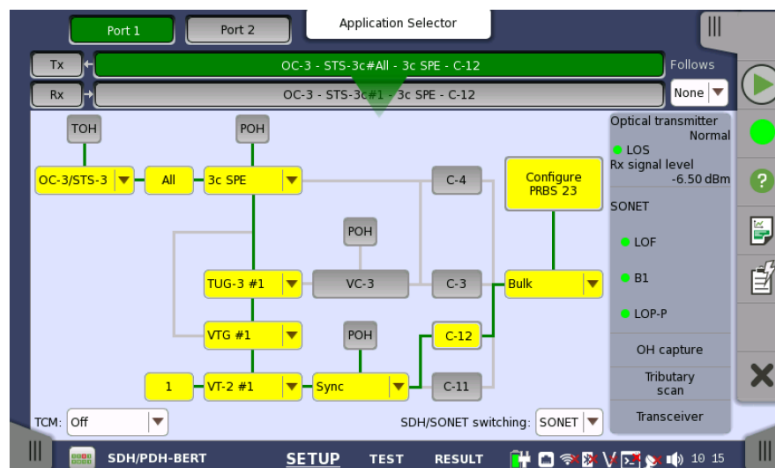 Port 1
Port 2
Application Selector
Tx
OC-3 - STS-3c#All - 3c SPE - C-12
Follows
Rx
OC-3 - STS-3c#1 - 3c SPE - C-12
None
TOH
POH
Optical transmitter
Normal
LOS
Rx signal level
-6.50 dBm
OC-3/STS-3
All
3c SPE
C-4
Configure
PRBS 23
SONET
POH
LOF
TUG-3 #1
VC-3
C-3
Bulk
B1
LOP-P
VTG #1
POH
C-12
OH capture
1
VT-2 #1
Sync
C-11
Tributary
scan
TCM:
Off
SDH/SONET switching:
SONET
Transceiver
SDH/PDH-BERT
SETUP
TEST
RESULT
10 15